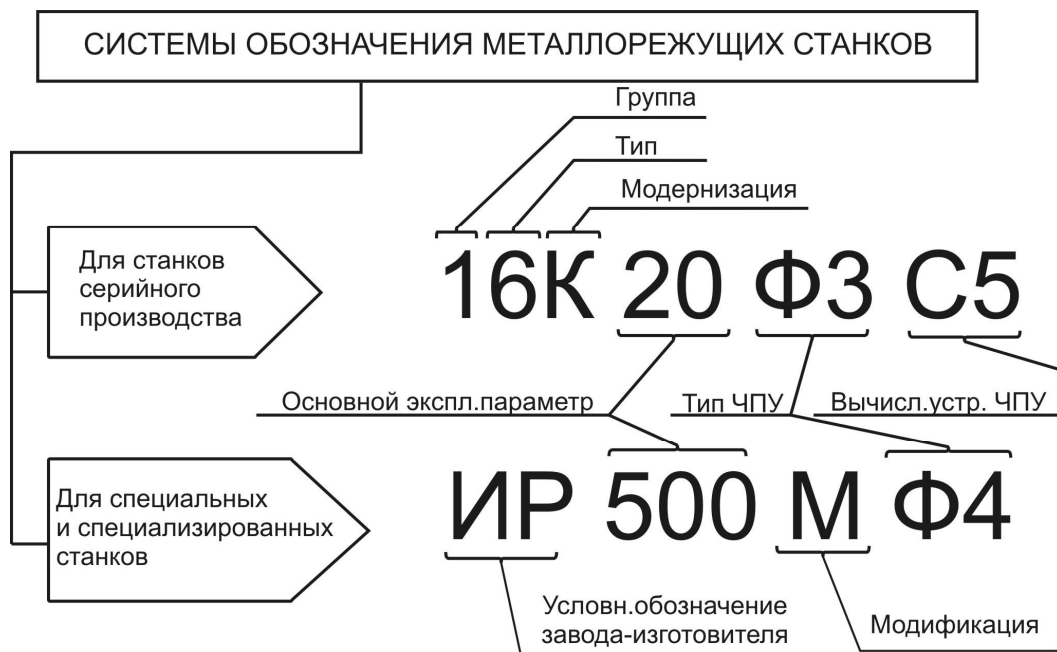 СИСТЕМЫ ОБОЗНАЧЕНИЯ МЕТАЛЛОРЕЖУЩИХ СТАНКОВ
Группа
Тип
Модернизация
Для станков
серийного
производства
16К 20 Ф3 С5
Основной экспл.параметр
Тип ЧПУ
Вычисл.устр. ЧПУ
Для специальных
и специализированных
станков
ИР 500 М Ф4
Условн.обозначение
завода-изготовителя
Модификация